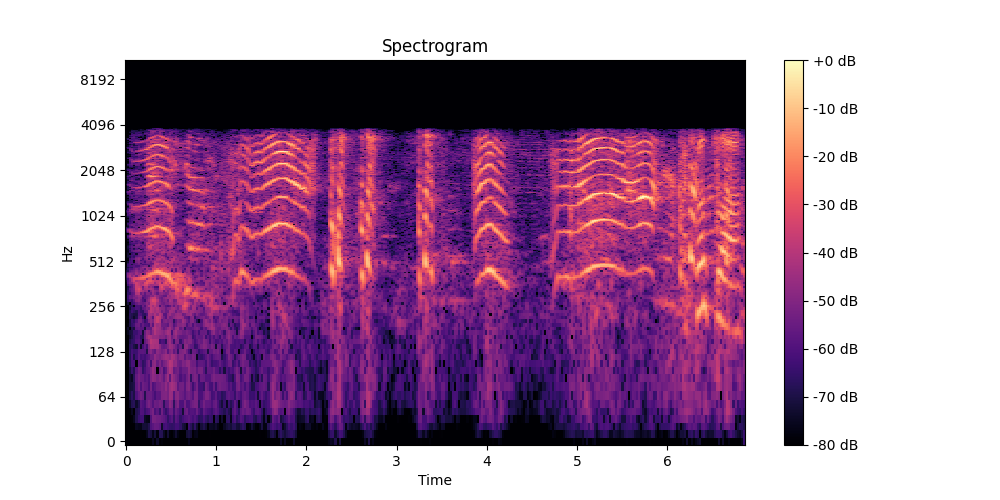 Spectrogram
8192
4096
2048
1024
512
256
128
64
0
Hz
0 1 2 3 4 5 6
Time
+0 dB
-10 dB
-20 dB
-30 dB
-40 dB
-50 dB
-60 dB
-70 dB
-80 dB